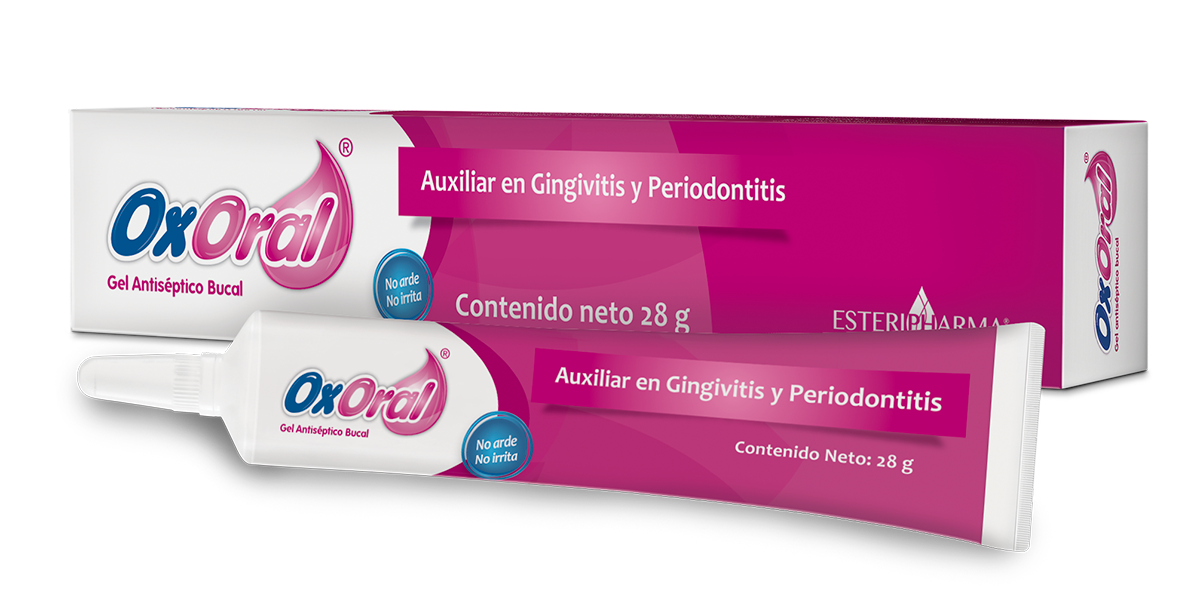 OxOral®
Gel Antiséptico Bucal
Auxiliar en Gingivitis y Periodontitis
No arde
No irrita
Contenido neto 28 g
ESTERIPHARMA®
®
OxOral
Gel antiséptico bucal
OxOral®
Gel Antiséptico Bucal
No arde
No irrita
Auxiliar en Gingivitis y Periodontitis
Contenido Neto: 28 g